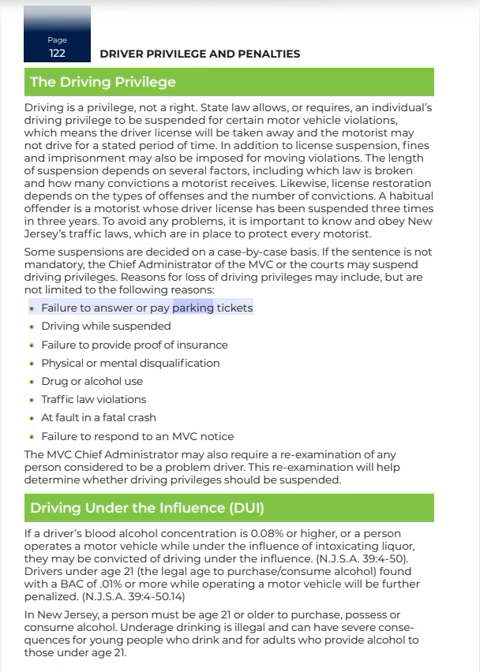 Page
122
DRIVER PRIVILEGE AND PENALTIES
The Driving Privilege
Driving is a privilege, not a right. State law allows, or requires, an individual's
driving privilege to be suspended for certain motor vehicle violations,
which means the driver license will be taken away and the motorist may
not drive for a stated period of time. In addition to license suspension, fines
and imprisonment may also be imposed for moving violations. The length
of suspension depends on several factors, including which law is broken
and how many convictions a motorist receives. Likewise, license restoration
depends on the types of offenses and the number of convictions. A habitual
offender is a motorist whose driver license has been suspended three times
in three years. To avoid any problems, it is important to know and obey New
Jersey's traffic laws, which are in place to protect every motorist.
Some suspensions are decided on a case-by-case basis. If the sentence is not
mandatory, the Chief Administrator of the MVC or the courts may suspend
driving privileges. Reasons for loss of driving privileges may include, but are
not limited to the following reasons:
• Failure to answer or pay parking tickets
• Driving while suspended
• Failure to provide proof of insurance
• Physical or mental disqualification
• Drug or alcohol use
• Traffic law violations
• At fault in a fatal crash
• Failure to respond to an MVC notice
The MVC Chief Administrator may also require a re-examination of any
person considered to be a problem driver. This re-examination will help
determine whether driving privileges should be suspended.
Driving Under the Influence (DUI)
If a driver's blood alcohol concentration is 0.08% or higher, or a person
operates a motor vehicle while under the influence of intoxicating liquor,
they may be convicted of driving under the influence. (N.J.S.A. 39:4-50).
Drivers under age 21 (the legal age to purchase/consume alcohol) found
with a BAC of .01% or more while operating a motor vehicle will be further
penalized. (N.J.S.A. 39:4-50.14)
In New Jersey, a person must be age 21 or older to purchase, possess or
consume alcohol. Underage drinking is illegal and can have severe conse-
quences for young people who drink and for adults who provide alcohol to
those under age 21.